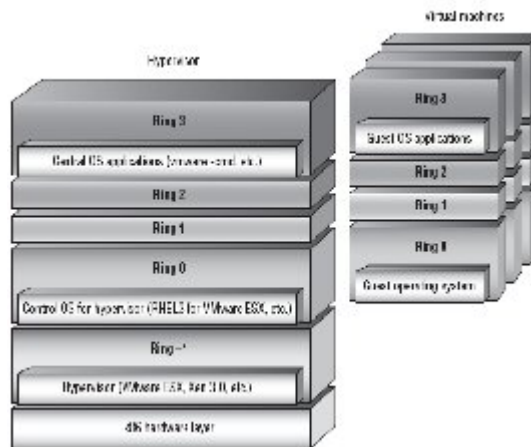 Hypervisor
Ring 3
Control OS applications (vmware-cmd, etc.)
Ring 2
Ring 1
Ring 0
Control OS for hypervisor (RHEL3 for VMware ESX, etc.)
Ring –1
Hypervisor (VMware ESX, Xen 3.0, etc.)
x86 hardware layer
Virtual machines
Ring 3
Guest OS applications
Ring 2
Ring 1
Ring 0
Guest operating system